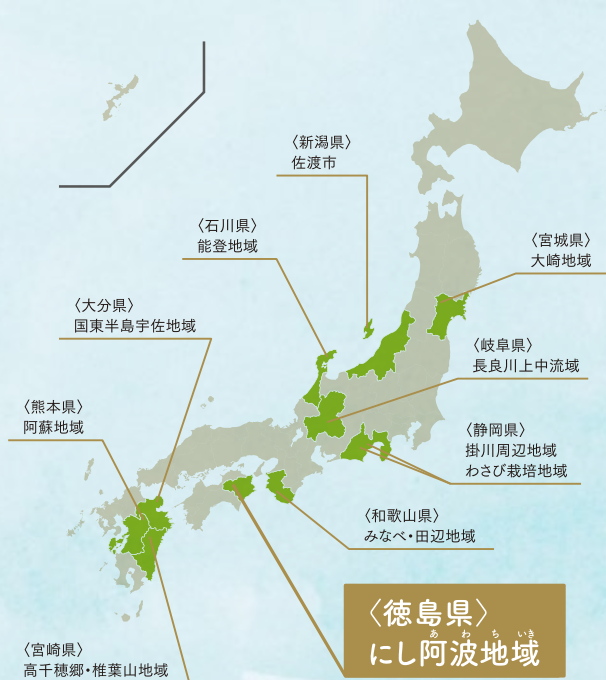 〈新潟県〉
佐渡市
〈石川県〉
能登地域
〈宮城県〉
大崎地域
〈大分県〉
国東半島宇佐地域
〈岐阜県〉
長良川上中流域
〈熊本県〉
阿蘇地域
〈静岡県〉
掛川周辺地域
わさび栽培地域
〈和歌山県〉
みなべ・田辺地域
〈徳島県〉
あわちいき
にし阿波地域
〈宮崎県〉
高千穂郷・椎葉山地域